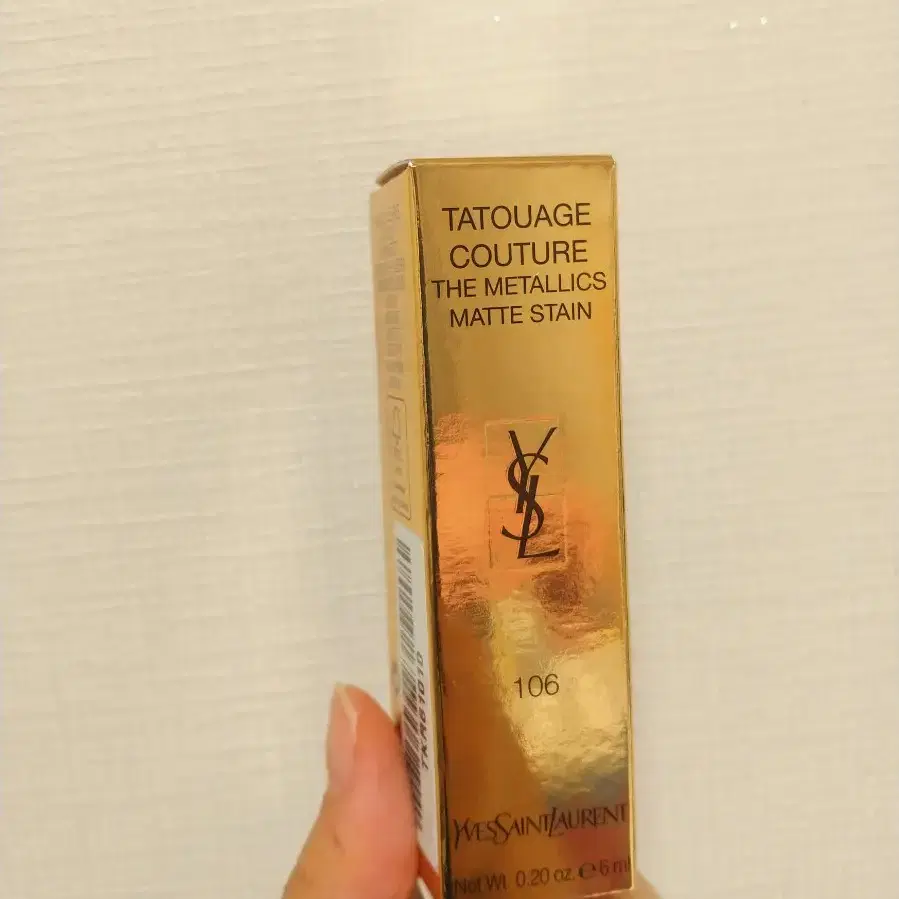 TATOUAGE
COUTURE
THE METALLICS
MATTE STAIN
YSL
106
YVESSAINTLAURENT
Net Wt. 0.20 oz. e 6 ml